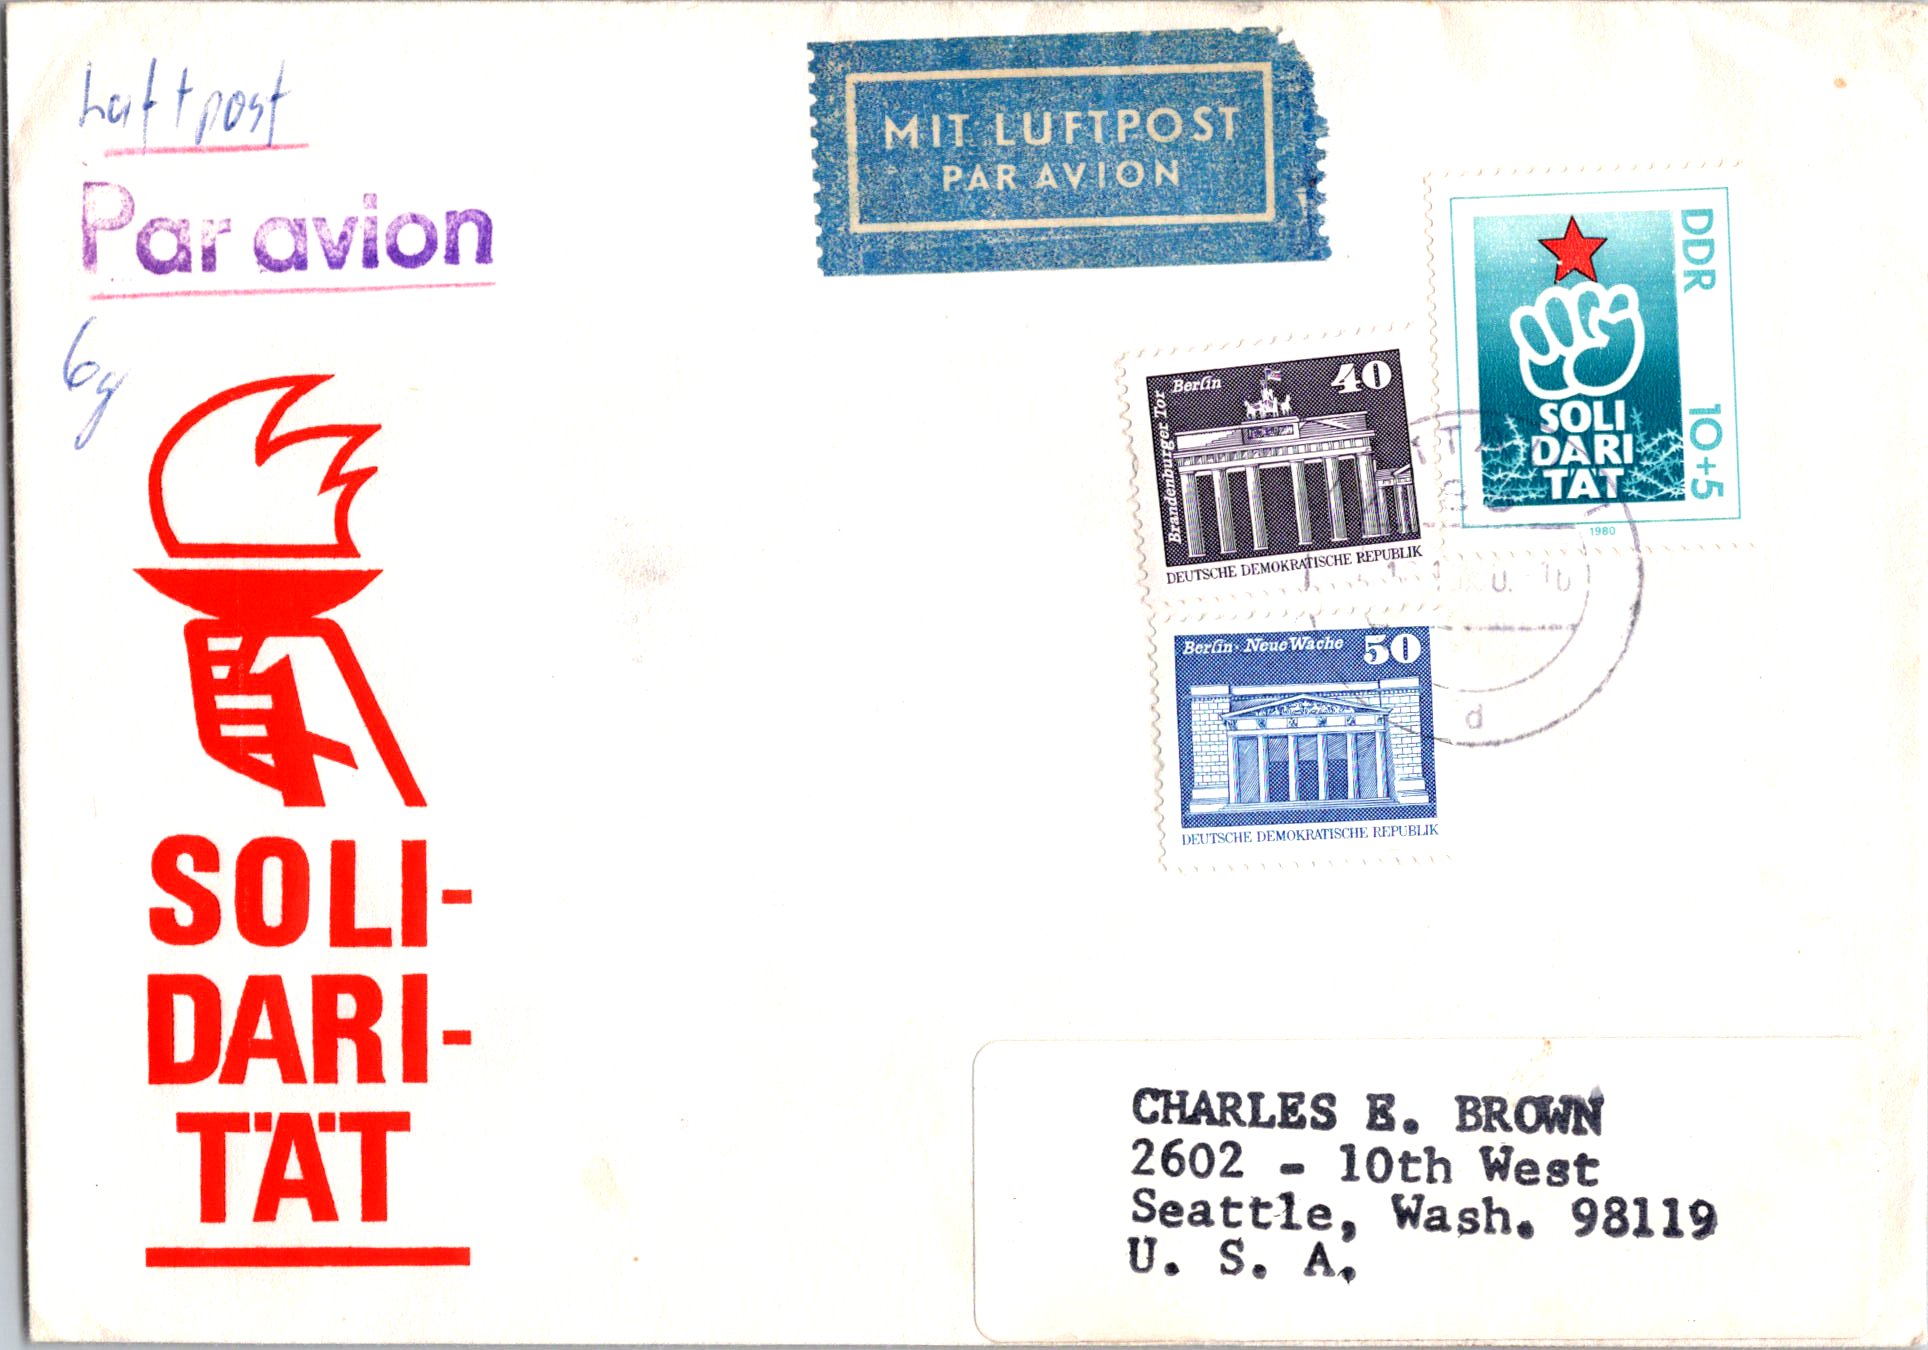 Luftpost
Par avion
6g
MIT LUFTPOST
PAR AVION
DDR
10+5
SOLI
DARI
TÄT
1980
Berlin
40
Brandenburger Tor
DEUTSCHE DEMOKRATISCHE REPUBLIK
Berlin · Neue Wache
50
DEUTSCHE DEMOKRATISCHE REPUBLIK
d
SOLI-
DARI-
TÄT
CHARLES E. BROWN
2602 - 10th West
Seattle, Wash. 98119
U. S. A.